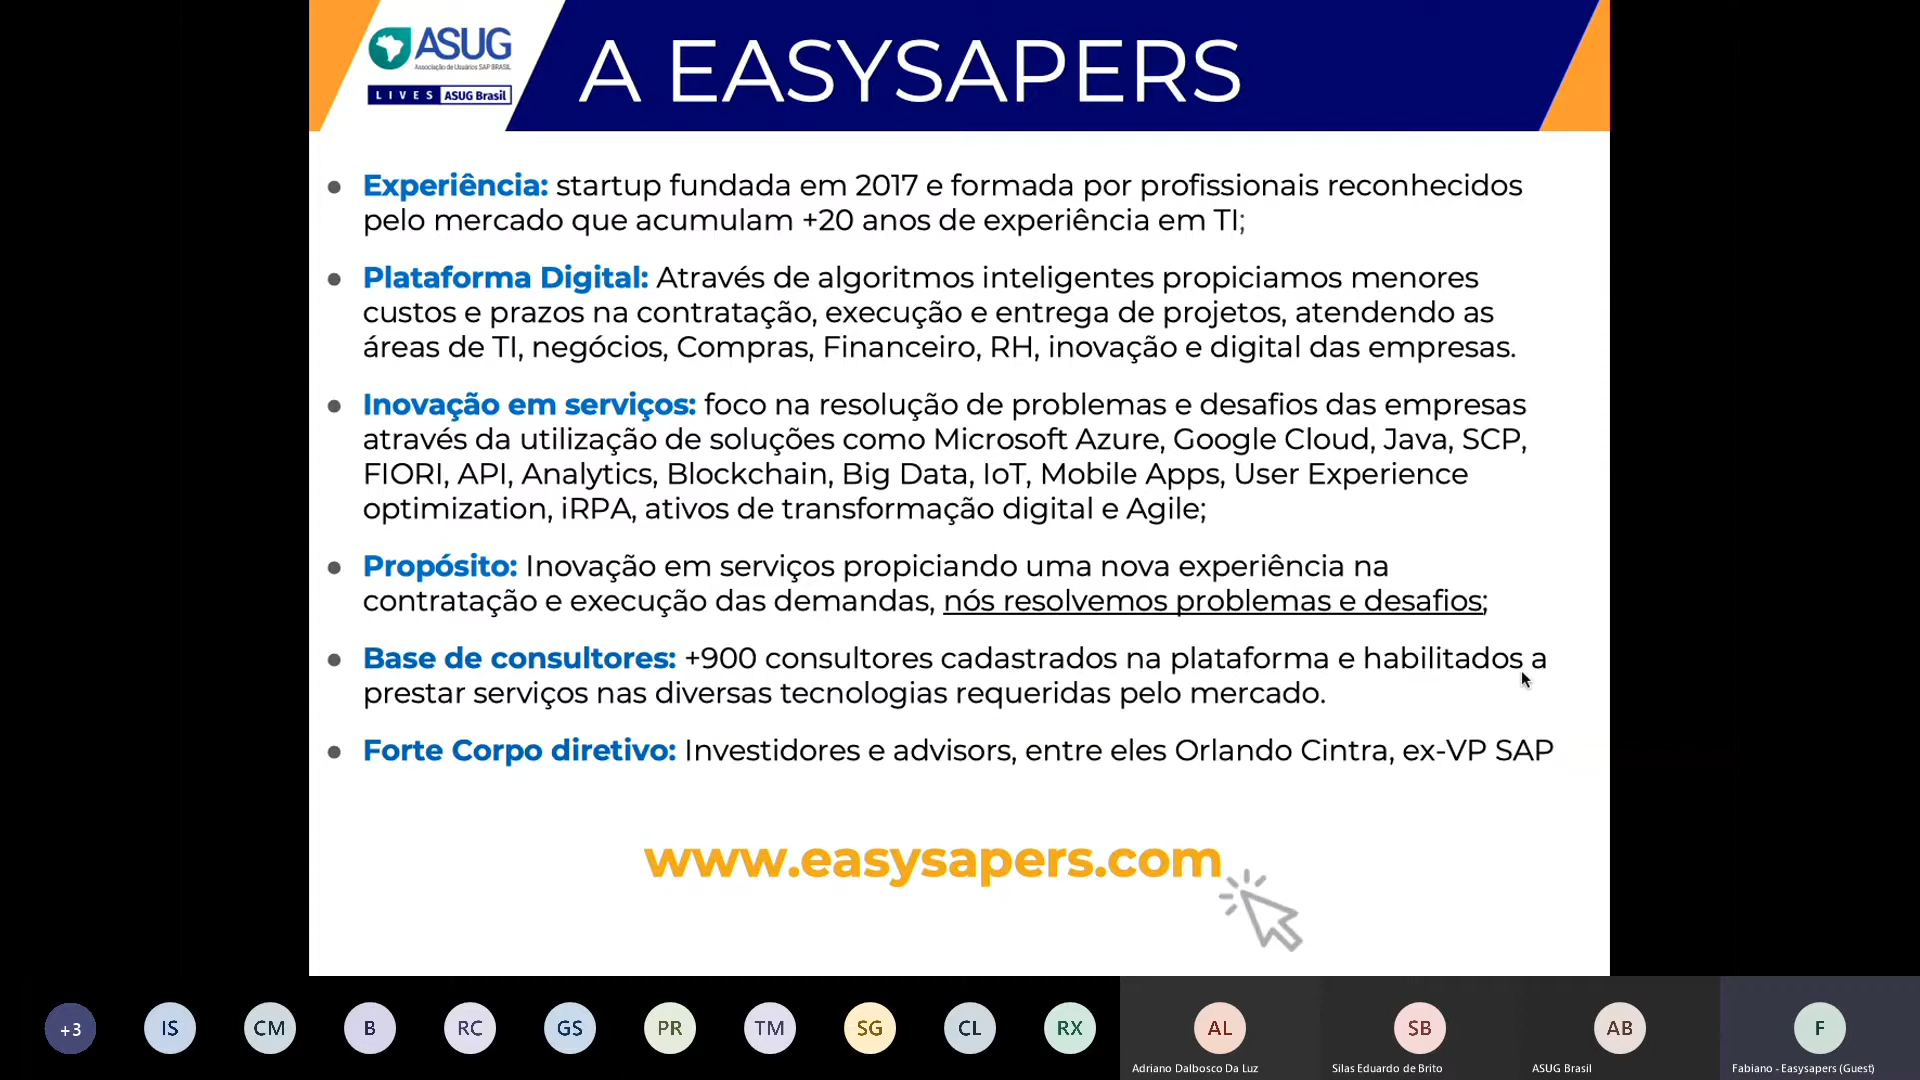 ASUG
Associação de Usuários SAP BRASIL
LIVES ASUG Brasil
A EASYSAPERS
● Experiência: startup fundada em 2017 e formada por profissionais reconhecidos
pelo mercado que acumulam +20 anos de experiência em TI;
● Plataforma Digital: Através de algoritmos inteligentes propiciamos menores
custos e prazos na contratação, execução e entrega de projetos, atendendo as
áreas de TI, negócios, Compras, Financeiro, RH, inovação e digital das empresas.
● Inovação em serviços: foco na resolução de problemas e desafios das empresas
através da utilização de soluções como Microsoft Azure, Google Cloud, Java, SCP,
FIORI, API, Analytics, Blockchain, Big Data, IoT, Mobile Apps, User Experience
optimization, iRPA, ativos de transformação digital e Agile;
● Propósito: Inovação em serviços propiciando uma nova experiência na
contratação e execução das demandas, nós resolvemos problemas e desafios;
● Base de consultores: +900 consultores cadastrados na plataforma e habilitados a
prestar serviços nas diversas tecnologias requeridas pelo mercado.
● Forte Corpo diretivo: Investidores e advisors, entre eles Orlando Cintra, ex-VP SAP
www.easysapers.com
+3 IS CM B RC GS PR TM SG CL RX AL SB AB F
Adriano Dalbosco Da Luz Silas Eduardo de Brito ASUG Brasil Fabiano - Easysapers (Guest)